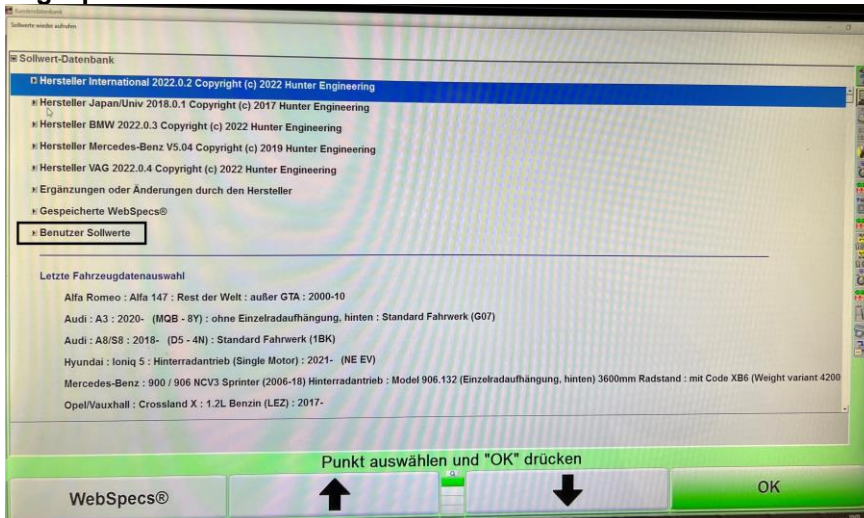 Kundendatenbank
Sollwerte wieder aufrufen
Sollwert-Datenbank
Hersteller International 2022.0.2 Copyright (c) 2022 Hunter Engineering
Hersteller Japan/Univ 2018.0.1 Copyright (c) 2017 Hunter Engineering
Hersteller BMW 2022.0.3 Copyright (c) 2022 Hunter Engineering
Hersteller Mercedes-Benz V5.04 Copyright (c) 2019 Hunter Engineering
Hersteller VAG 2022.0.4 Copyright (c) 2022 Hunter Engineering
Ergänzungen oder Änderungen durch den Hersteller
Gespeicherte WebSpecs®
Benutzer Sollwerte
Letzte Fahrzeugdatenauswahl
Alfa Romeo : Alfa 147 : Rest der Welt : außer GTA : 2000-10
Audi : A3 : 2020- (MQB - 8Y) : ohne Einzelradaufhängung, hinten : Standard Fahrwerk (G07)
Audi : A8/S8 : 2018- (D5 - 4N) : Standard Fahrwerk (1BK)
Hyundai : Ioniq 5 : Hinterradantrieb (Single Motor) : 2021- (NE EV)
Mercedes-Benz : 900 / 906 NCV3 Sprinter (2006-18) Hinterradantrieb : Model 906.132 (Einzelradaufhängung, hinten) 3600mm Radstand : mit Code XB6 (Weight variant 4200
Opel/Vauxhall : Crossland X : 1.2L Benzin (LEZ) : 2017-
Punkt auswählen und "OK" drücken
WebSpecs®
OK